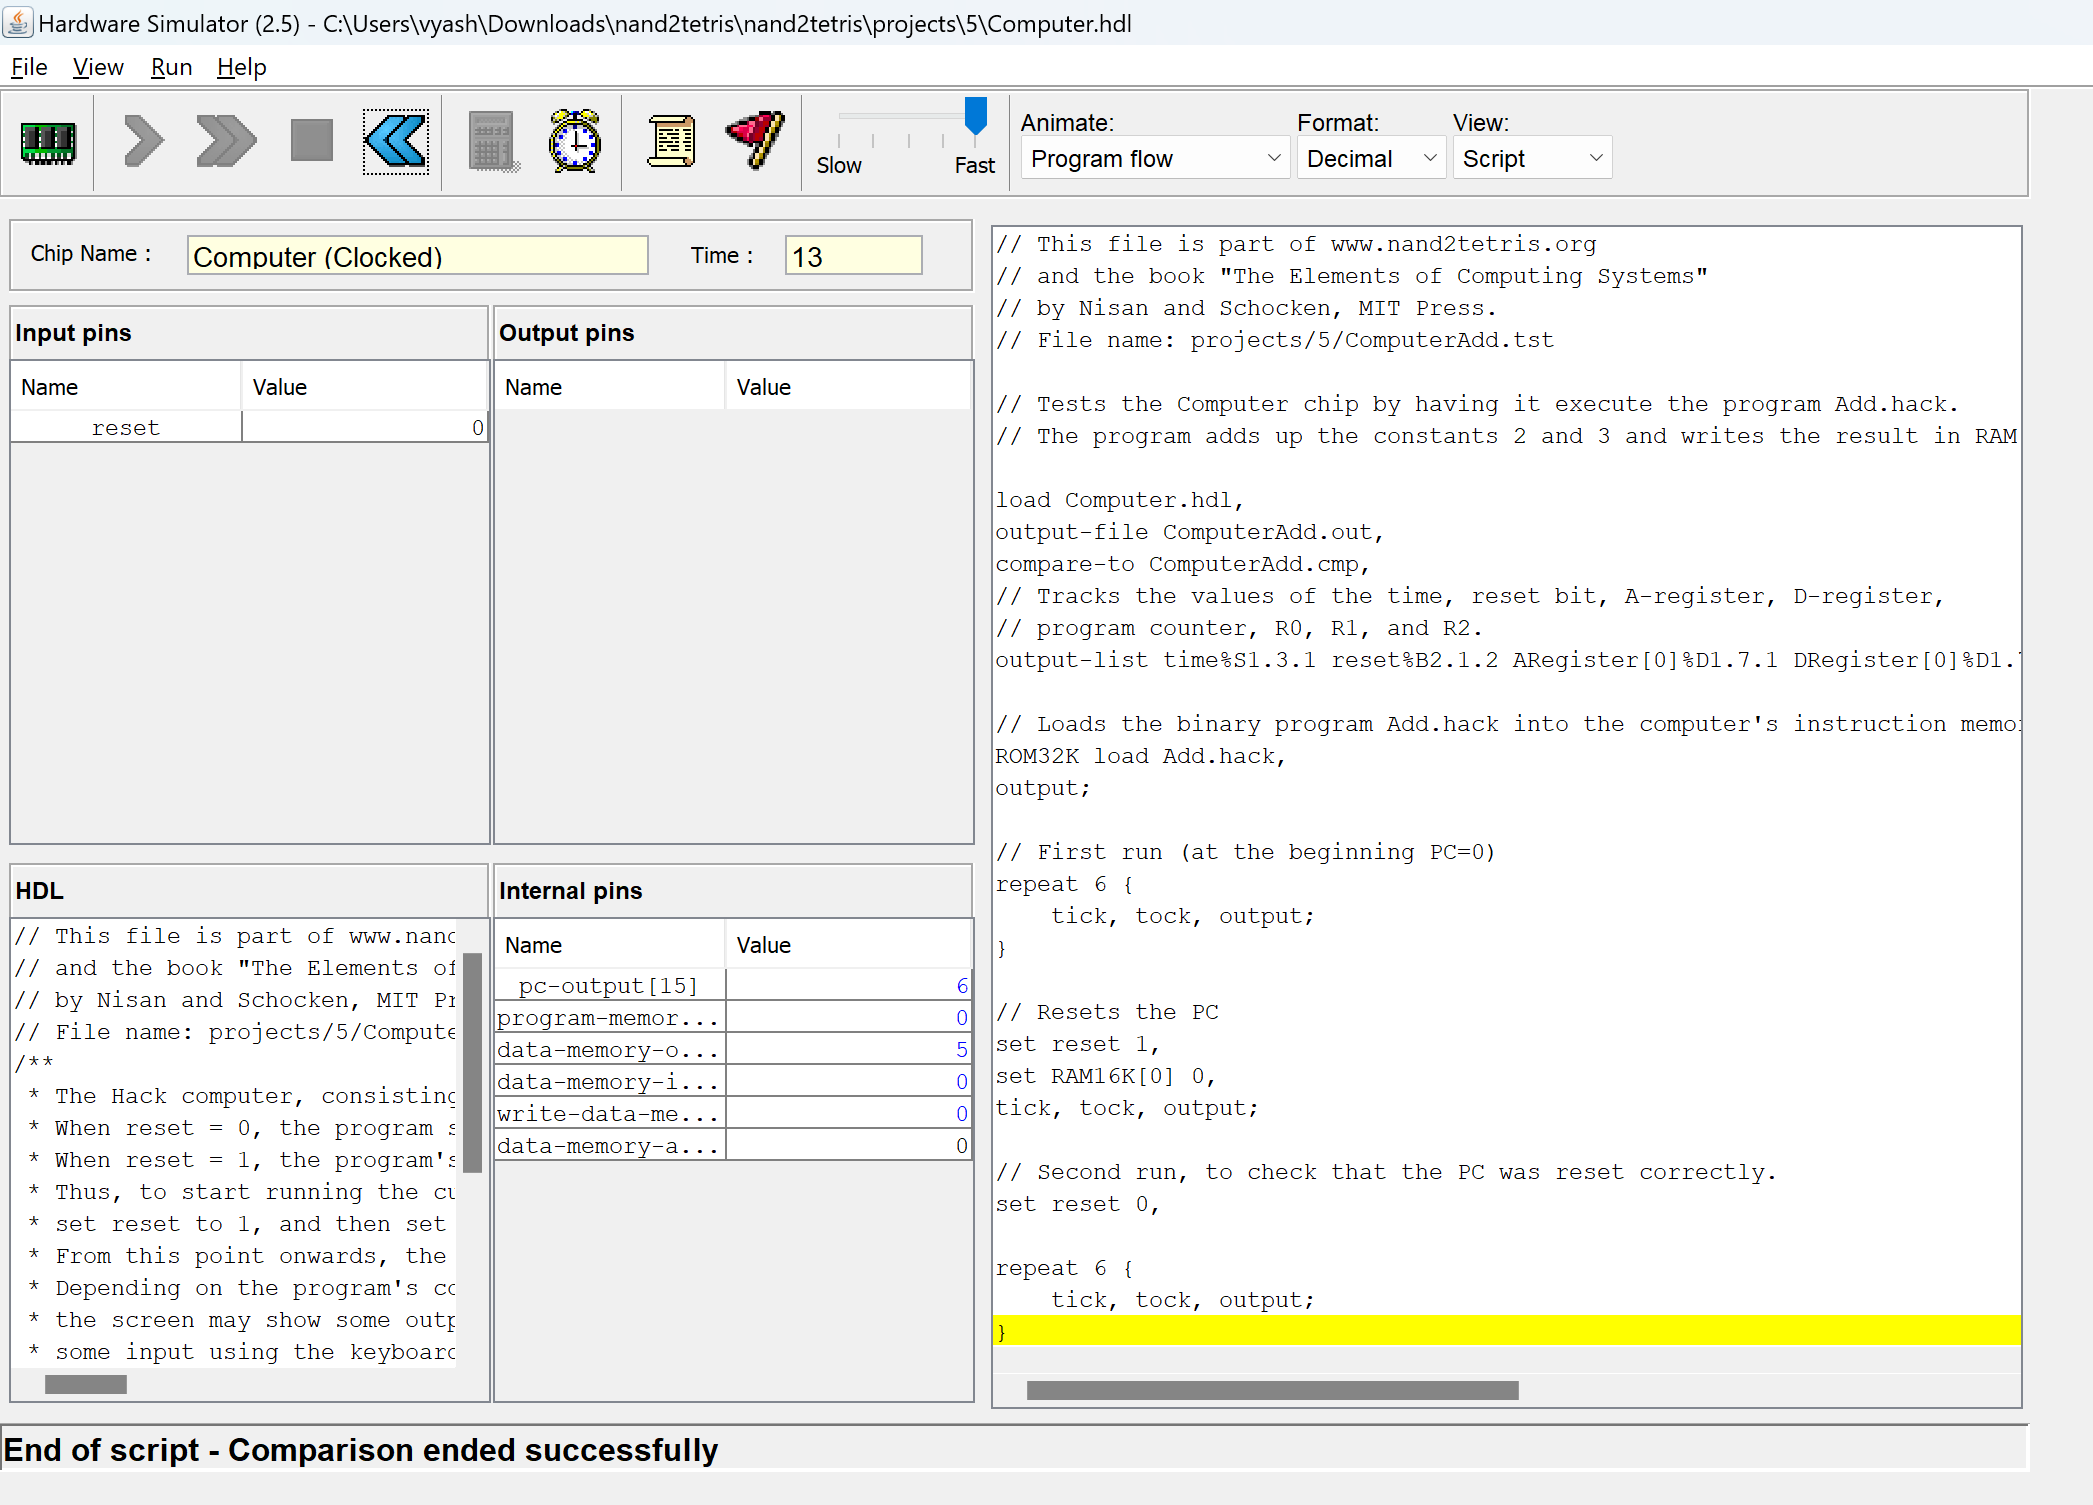 Hardware Simulator (2.5) - C:\Users\vyash\Downloads\nand2tetris\nand2tetris\projects\5\Computer.hdl
File View Run Help
Slow Fast
Animate: Format: View:
Program flow Decimal Script
Chip Name : Computer (Clocked) Time : 13
Input pins
Name Value
reset 0
Output pins
Name Value
HDL
// This file is part of www.nand
// and the book "The Elements of
// by Nisan and Schocken, MIT Pr
// File name: projects/5/Compute
/**
* The Hack computer, consisting
* When reset = 0, the program s
* When reset = 1, the program's
* Thus, to start running the cu
* set reset to 1, and then set
* From this point onwards, the
* Depending on the program's co
* the screen may show some outp
* some input using the keyboard
Internal pins
Name Value
pc-output[15] 6
program-memor... 0
data-memory-o... 5
data-memory-i... 0
write-data-me... 0
data-memory-a... 0
// This file is part of www.nand2tetris.org
// and the book "The Elements of Computing Systems"
// by Nisan and Schocken, MIT Press.
// File name: projects/5/ComputerAdd.tst
// Tests the Computer chip by having it execute the program Add.hack.
// The program adds up the constants 2 and 3 and writes the result in RAM
load Computer.hdl,
output-file ComputerAdd.out,
compare-to ComputerAdd.cmp,
// Tracks the values of the time, reset bit, A-register, D-register,
// program counter, R0, R1, and R2.
output-list time%S1.3.1 reset%B2.1.2 ARegister[0]%D1.7.1 DRegister[0]%D1.7
// Loads the binary program Add.hack into the computer's instruction memor
ROM32K load Add.hack,
output;
// First run (at the beginning PC=0)
repeat 6 {
tick, tock, output;
}
// Resets the PC
set reset 1,
set RAM16K[0] 0,
tick, tock, output;
// Second run, to check that the PC was reset correctly.
set reset 0,
repeat 6 {
tick, tock, output;
}
End of script - Comparison ended successfully